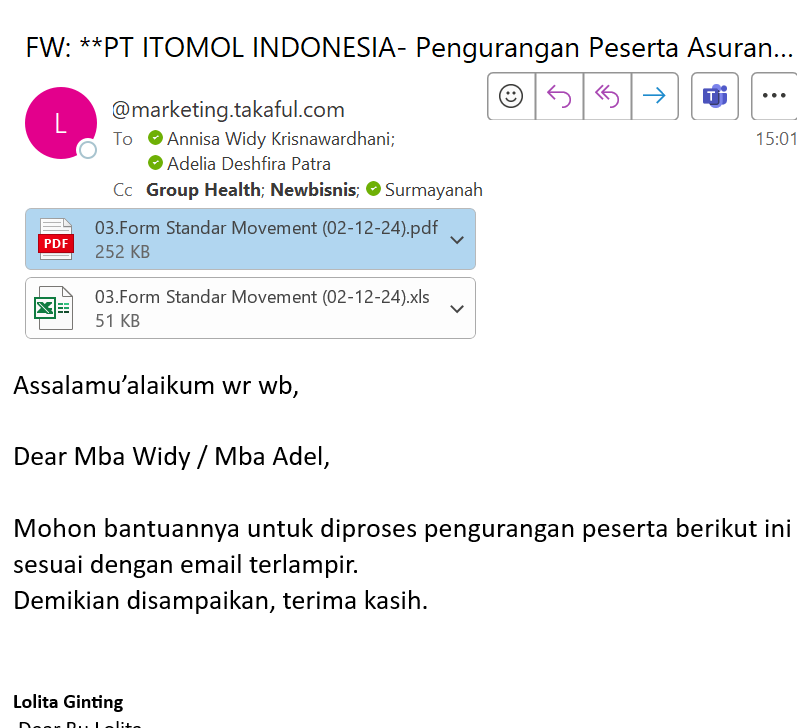 FW: **PT ITOMOL INDONESIA- Pengurangan Peserta Asuran...
L
@marketing.takaful.com
To Annisa Widy Krisnawardhani;
Adelia Deshfira Patra
15:01
Cc Group Health; Newbisnis; Surmayanah
PDF
03.Form Standar Movement (02-12-24).pdf
252 KB
03.Form Standar Movement (02-12-24).xls
51 KB
Assalamu’alaikum wr wb,
Dear Mba Widy / Mba Adel,
Mohon bantuannya untuk diproses pengurangan peserta berikut ini
sesuai dengan email terlampir.
Demikian disampaikan, terima kasih.
Lolita Ginting
Dear Bu Lolita